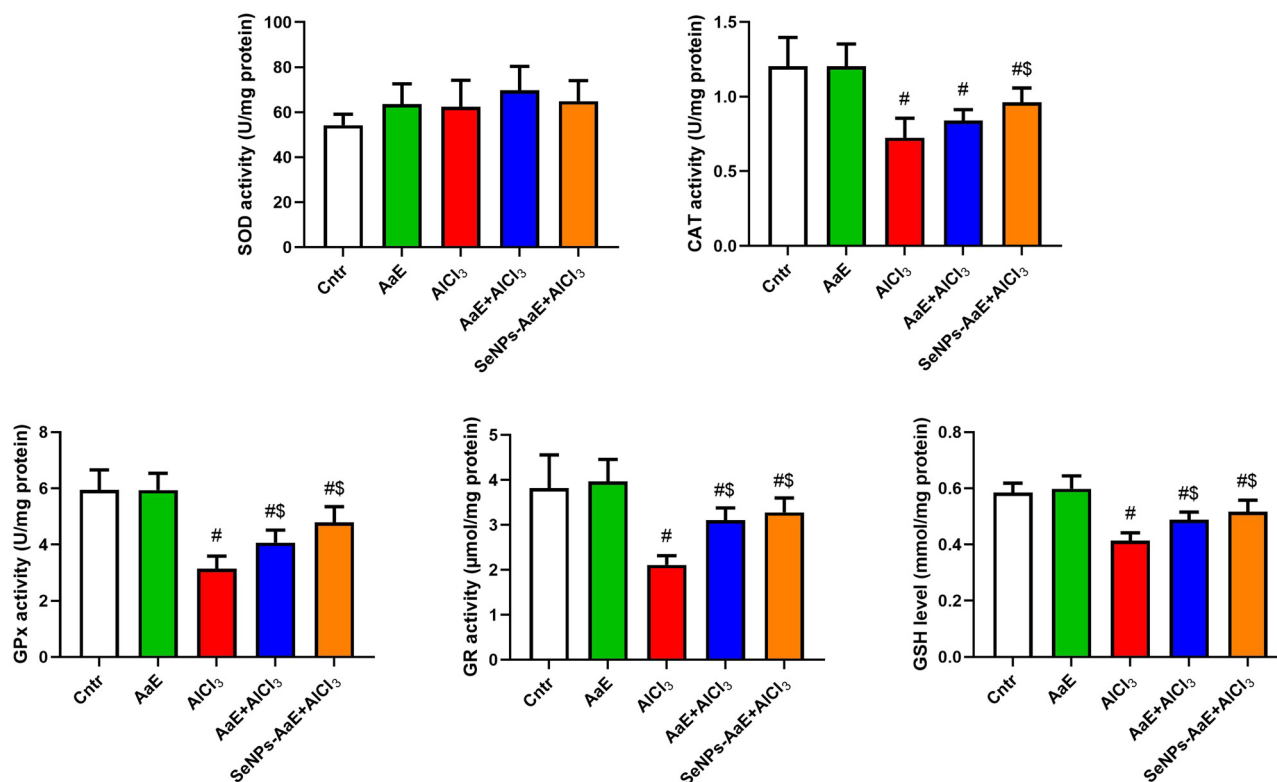 SOD activity (U/mg protein)
100
80
60
40
20
0
Cntr
AaE
AlCl₃
AaE+AlCl₃
SeNPs-AaE+AlCl₃
CAT activity (U/mg protein)
1.5
1.0
0.5
0.0
#
#
#$
Cntr
AaE
AlCl₃
AaE+AlCl₃
SeNPs-AaE+AlCl₃
GPx activity (U/mg protein)
8
6
4
2
0
#
#$
#$
Cntr
AaE
AlCl₃
AaE+AlCl₃
SeNPs-AaE+AlCl₃
GR activity (µmol/mg protein)
5
4
3
2
1
0
#
#$
#$
Cntr
AaE
AlCl₃
AaE+AlCl₃
SeNPs-AaE+AlCl₃
GSH level (mmol/mg protein)
0.8
0.6
0.4
0.2
0.0
#
#$
#$
Cntr
AaE
AlCl₃
AaE+AlCl₃
SeNPs-AaE+AlCl₃